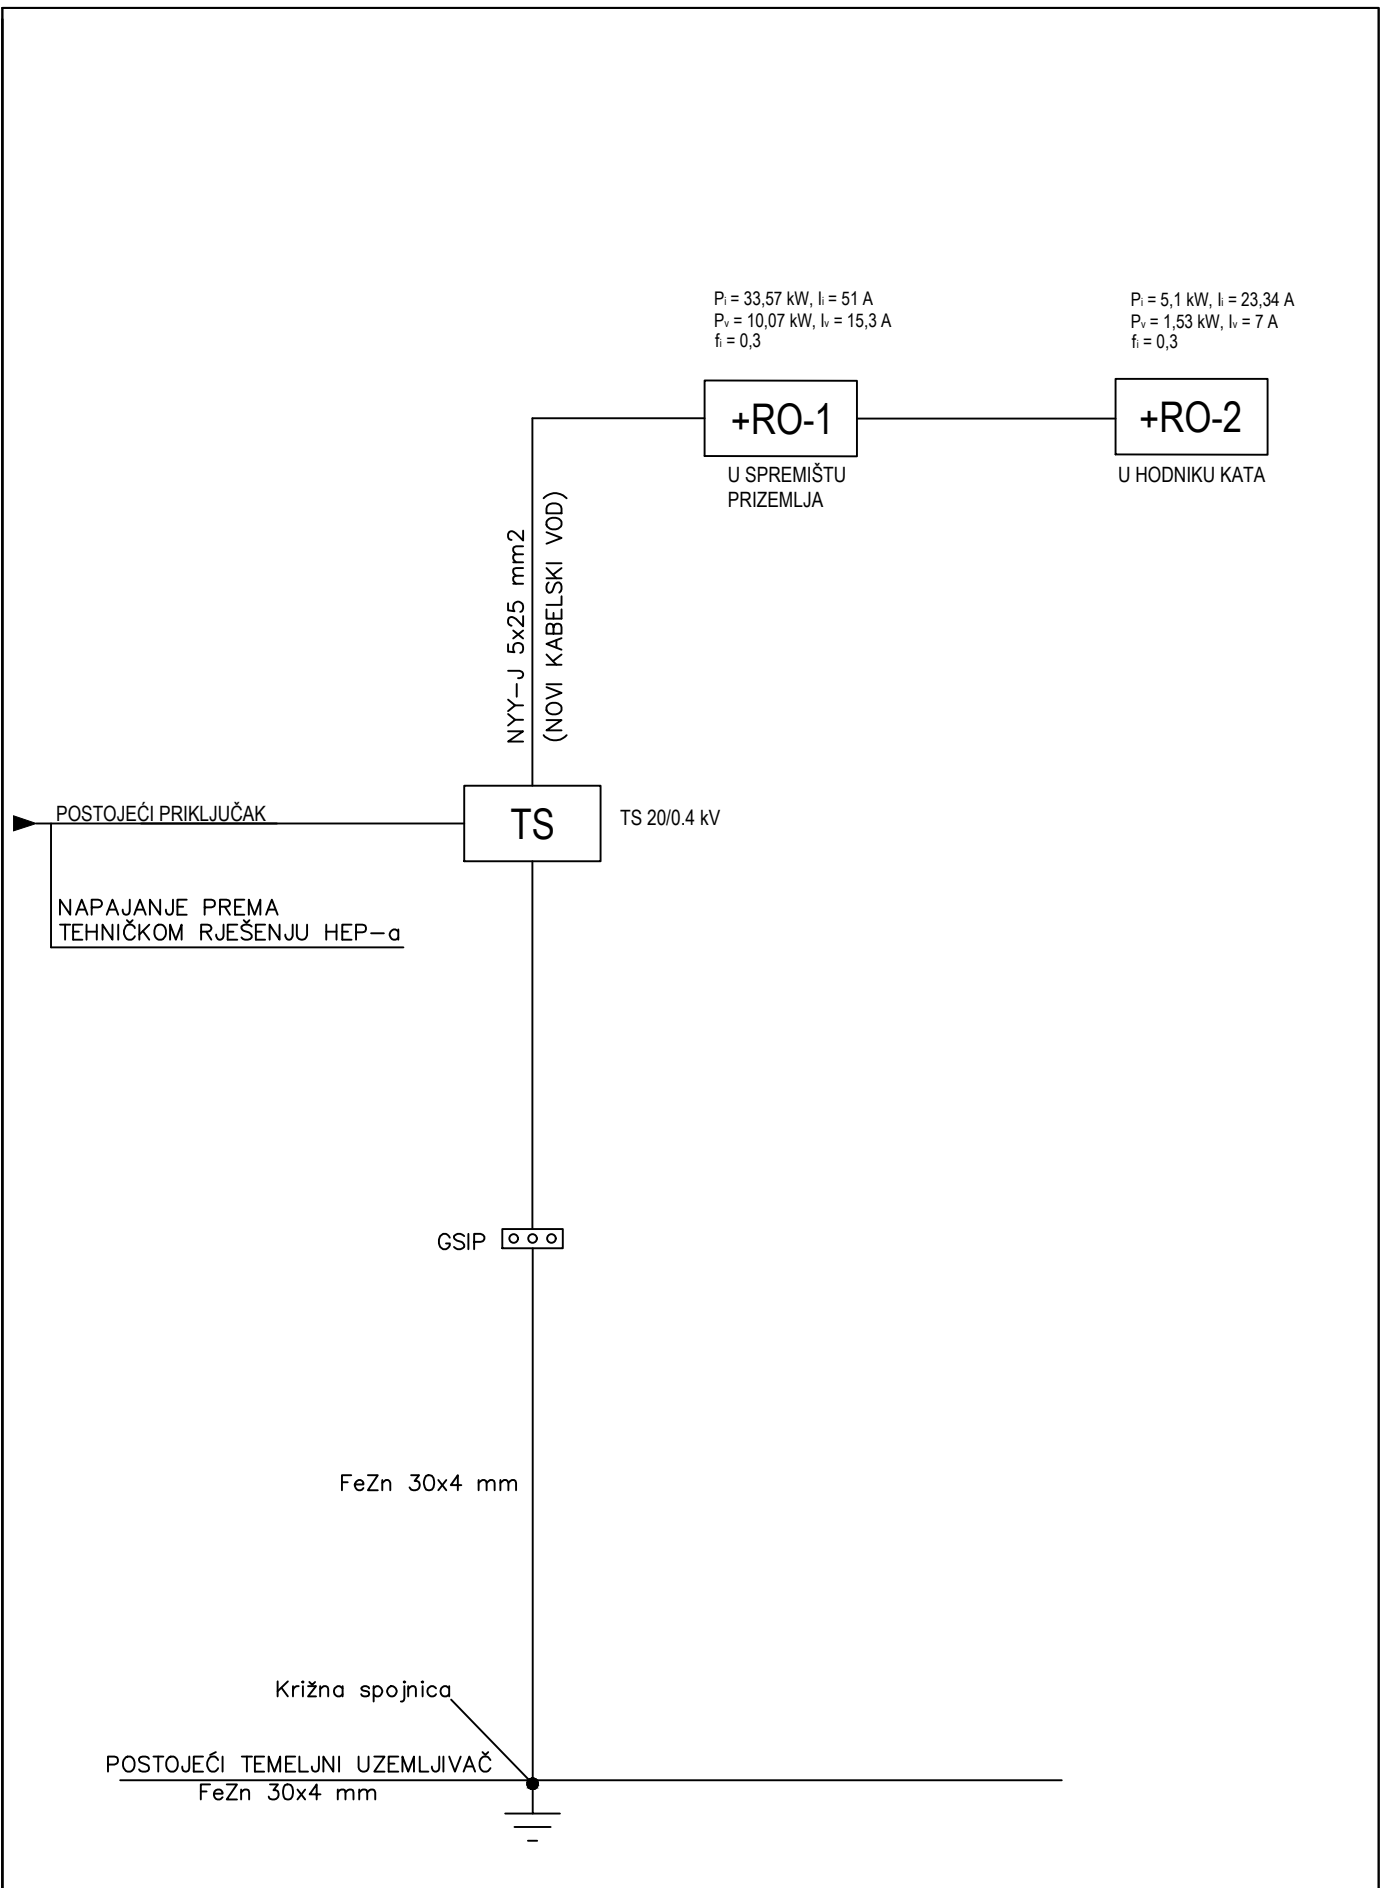 Pi = 33,57 kW, Ii = 51 A
Pv = 10,07 kW, Iv = 15,3 A
fi = 0,3
Pi = 5,1 kW, Ii = 23,34 A
Pv = 1,53 kW, Iv = 7 A
fi = 0,3
+RO-1
+RO-2
U SPREMIŠTU
PRIZEMLJA
U HODNIKU KATA
NYY-J 5x25 mm2
(NOVI KABELSKI VOD)
POSTOJEĆI PRIKLJUČAK
TS
TS 20/0.4 kV
NAPAJANJE PREMA
TEHNIČKOM RJEŠENJU HEP-a
GSIP
FeZn 30x4 mm
Križna spojnica
POSTOJEĆI TEMELJNI UZEMLJIVAČ
FeZn 30x4 mm